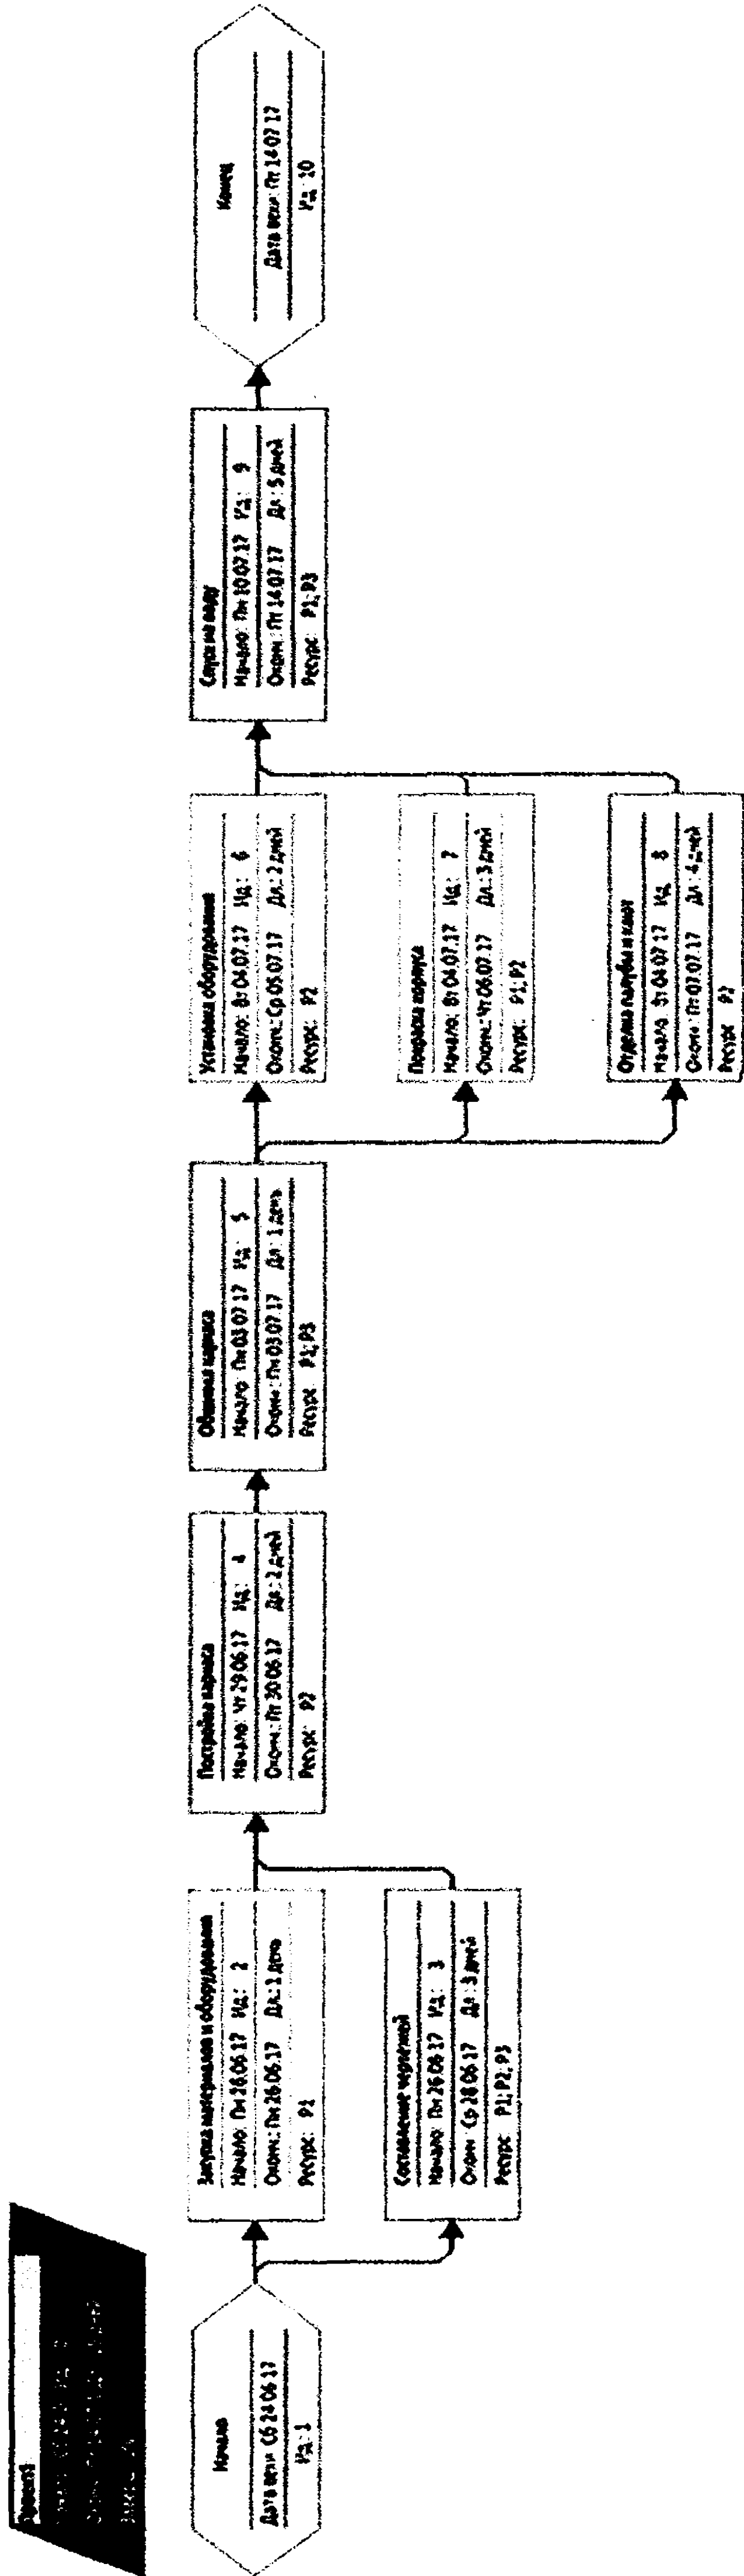 Проект1
Начало
Дата вехи: Сб 24.06.17
Ид.: 1
Закупка материалов и оборудования
Начало: Пн 26.06.17 Ид.: 2
Оконч.: Пн 26.06.17 Дл.: 1 день
Ресурс: Р1
Составление чертежей
Начало: Пн 26.06.17 Ид.: 3
Оконч.: Ср 28.06.17 Дл.: 3 дней
Ресурс: Р1; Р2; Р3
Постройка каркаса
Начало: Чт 29.06.17 Ид.: 4
Оконч.: Пт 30.06.17 Дл.: 2 дней
Ресурс: Р2
Обшивка каркаса
Начало: Пн 03.07.17 Ид.: 5
Оконч.: Пн 03.07.17 Дл.: 1 день
Ресурс: Р1; Р3
Установка оборудования
Начало: Вт 04.07.17 Ид.: 6
Оконч.: Ср 05.07.17 Дл.: 2 дней
Ресурс: Р2
Покраска корпуса
Начало: Вт 04.07.17 Ид.: 7
Оконч.: Чт 06.07.17 Дл.: 3 дней
Ресурс: Р1; Р2
Отделка палубы и кают
Начало: Вт 04.07.17 Ид.: 8
Оконч.: Пт 07.07.17 Дл.: 4 дней
Ресурс: Р2
Спуск на воду
Начало: Пн 10.07.17 Ид.: 9
Оконч.: Пт 14.07.17 Дл.: 5 дней
Ресурс: Р1; Р3
Конец
Дата вехи: Пт 14.07.17
Ид.: 10